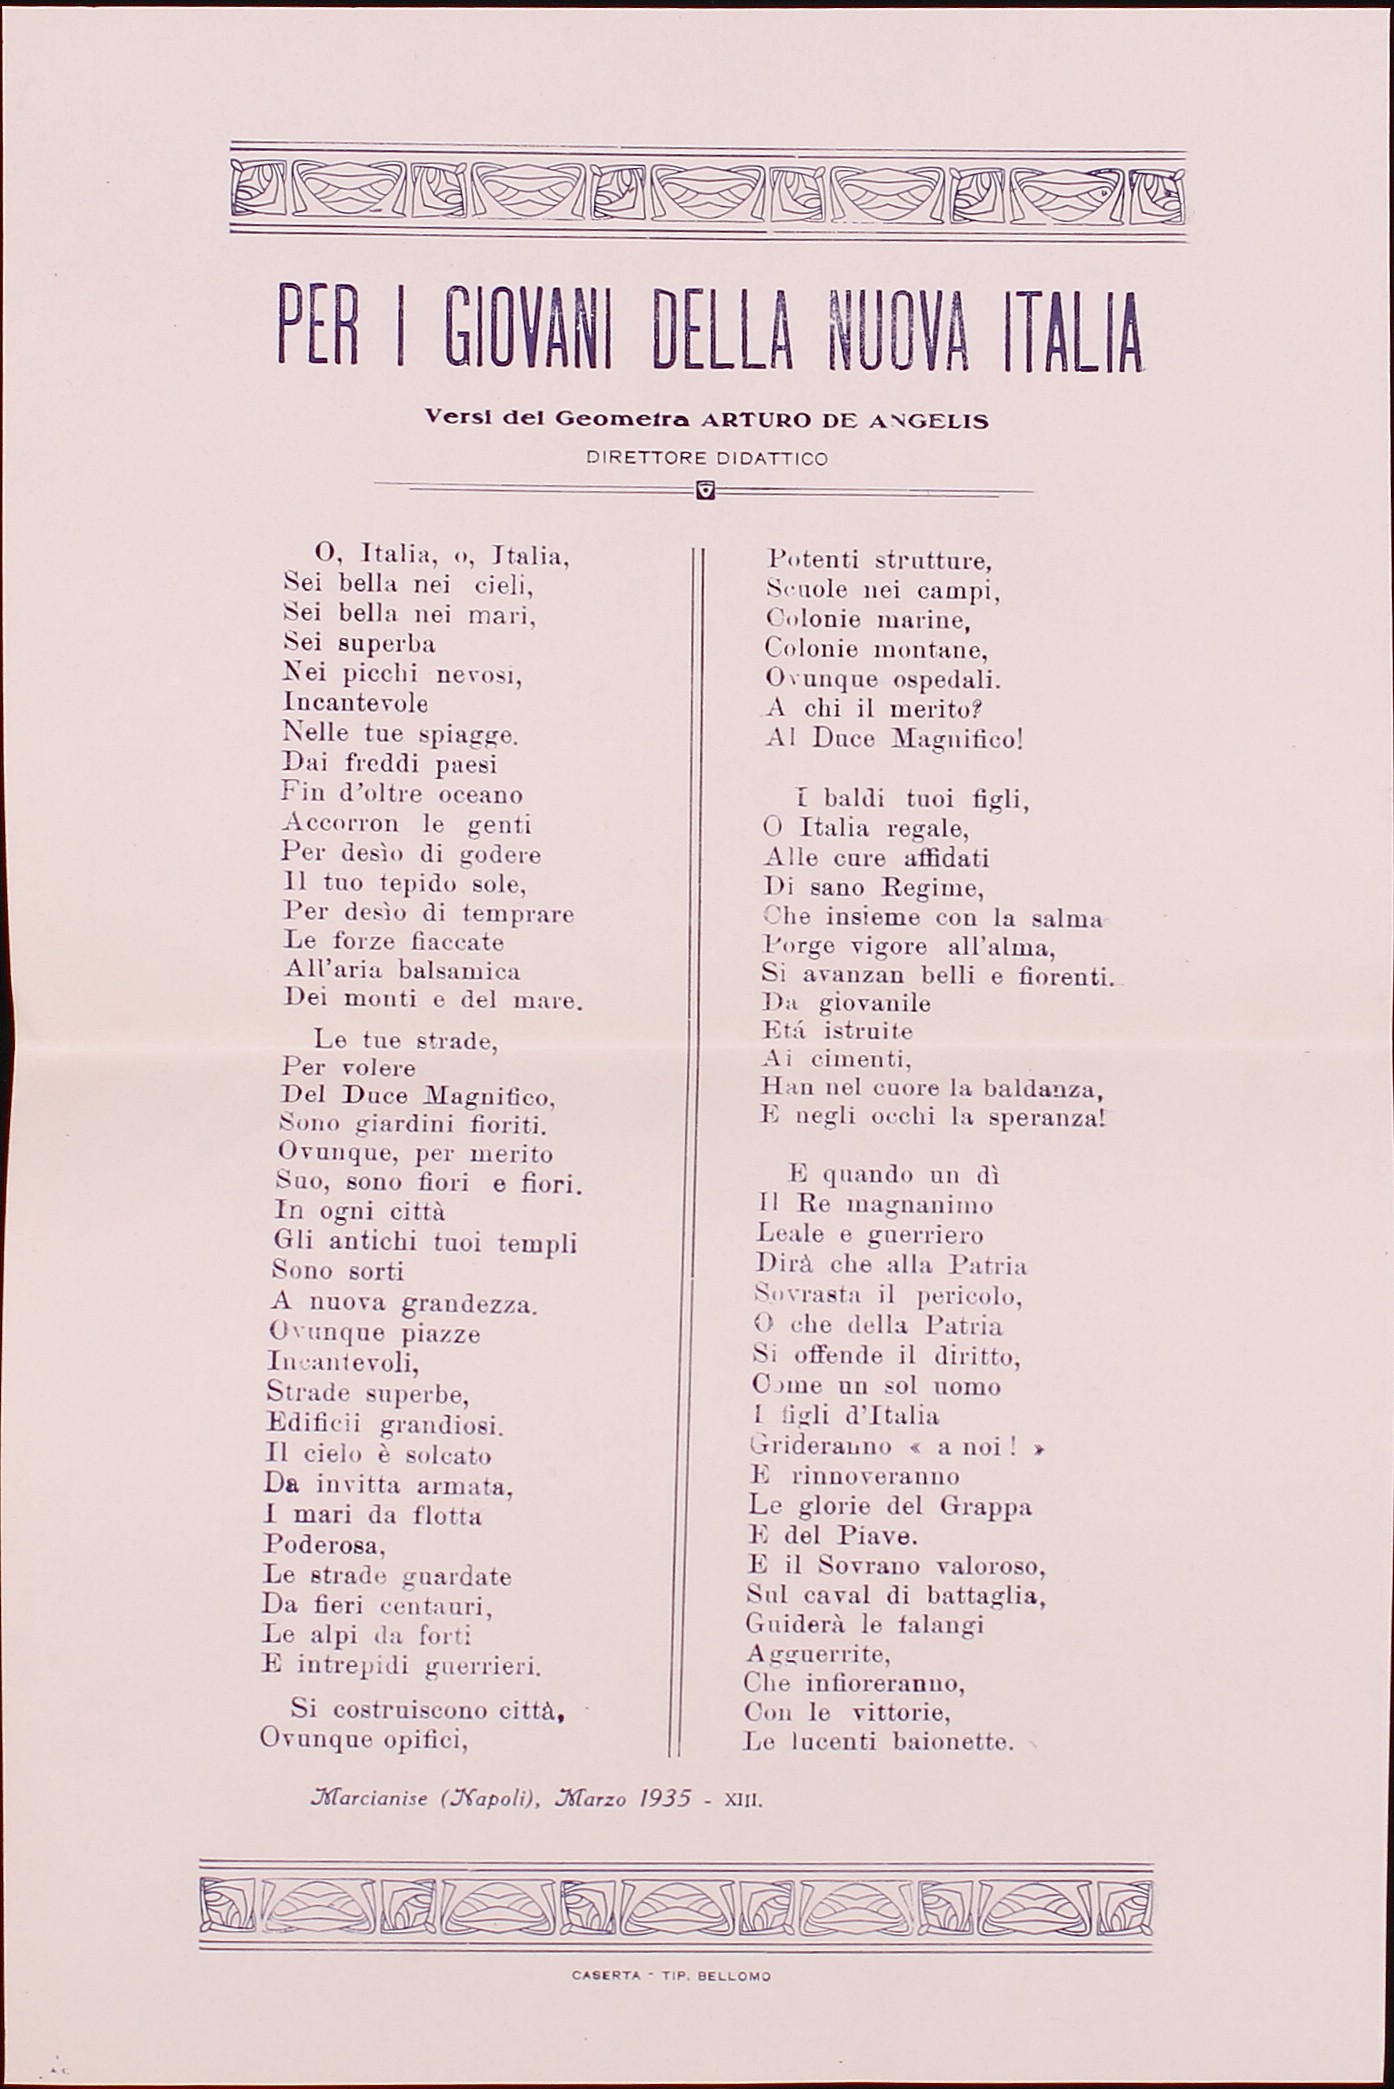 PER I GIOVANI DELLA NUOVA ITALIA
Versi del Geometra ARTURO DE ANGELIS
DIRETTORE DIDATTICO
O, Italia, o, Italia,
Sei bella nei cieli,
Sei bella nei mari,
Sei superba
Nei picchi nevosi,
Incantevole
Nelle tue spiagge.
Dai freddi paesi
Fin d'oltre oceano
Accorron le genti
Per desìo di godere
Il tuo tepido sole,
Per desìo di temprare
Le forze fiaccate
All'aria balsamica
Dei monti e del mare.
Le tue strade,
Per volere
Del Duce Magnifico,
Sono giardini fioriti.
Ovunque, per merito
Suo, sono fiori e fiori.
In ogni città
Gli antichi tuoi templi
Sono sorti
A nuova grandezza.
Ovunque piazze
Incantevoli,
Strade superbe,
Edificii grandiosi.
Il cielo è solcato
Da invitta armata,
I mari da flotta
Poderosa,
Le strade guardate
Da fieri centauri,
Le alpi da forti
E intrepidi guerrieri.
Si costruiscono città,
Ovunque opifici,
Potenti strutture,
Scuole nei campi,
Colonie marine,
Colonie montane,
Ovunque ospedali.
A chi il merito?
Al Duce Magnifico!
I baldi tuoi figli,
O Italia regale,
Alle cure affidati
Di sano Regime,
Che insieme con la salma
Porge vigore all'alma,
Si avanzan belli e fiorenti.
Da giovanile
Etá istruite
Ai cimenti,
Han nel cuore la baldanza,
E negli occhi la speranza!
E quando un dì
Il Re magnanimo
Leale e guerriero
Dirà che alla Patria
Sovrasta il pericolo,
O che della Patria
Si offende il diritto,
Come un sol uomo
I figli d'Italia
Grideranno « a noi ! »
E rinnoveranno
Le glorie del Grappa
E del Piave.
E il Sovrano valoroso,
Sul caval di battaglia,
Guiderà le falangi
Agguerrite,
Che infioreranno,
Con le vittorie,
Le lucenti baionette.
Marcianise (Napoli), Marzo 1935 - XIII.
CASERTA - TIP. BELLOMO
A. C.